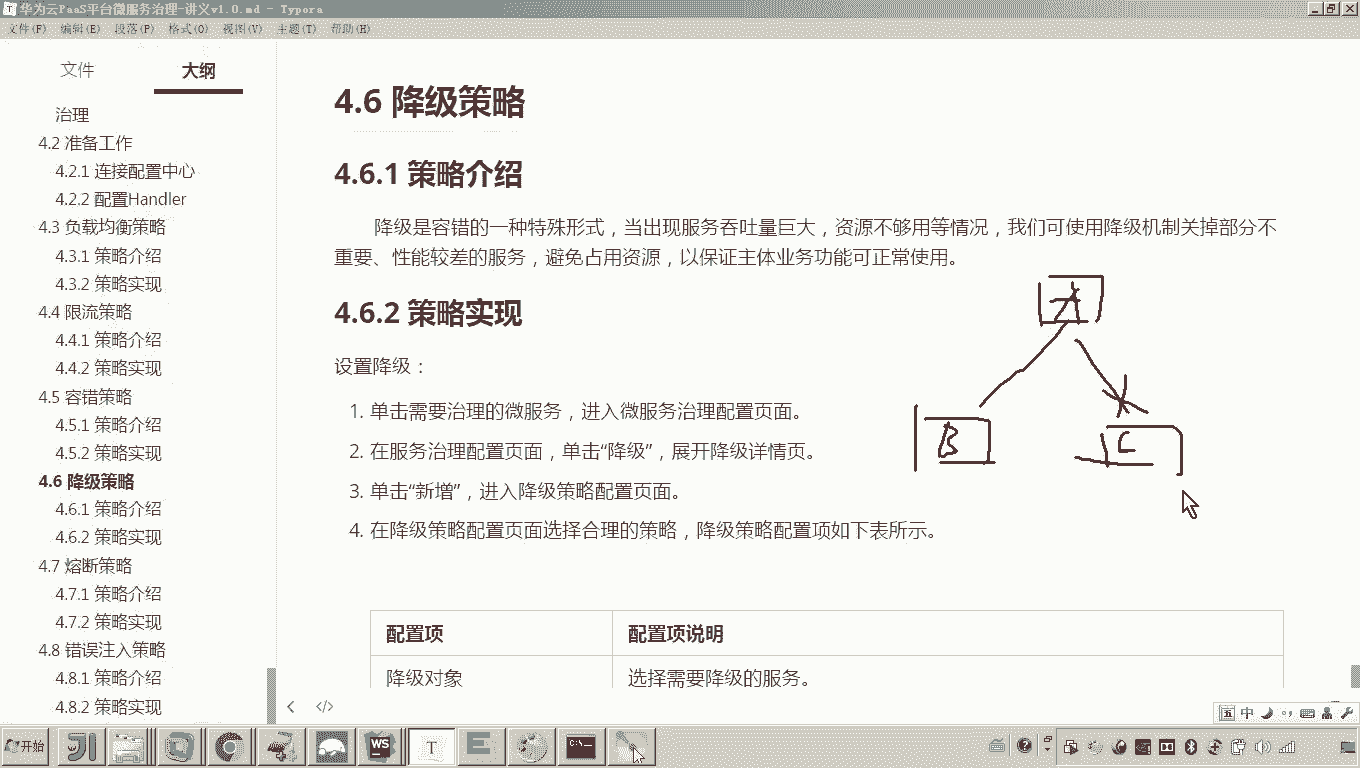 华为云PaaS平台微服务治理-讲义v1.0.md - Typora
文件(F) 编辑(E) 段落(P) 格式(O) 视图(V) 主题(T) 帮助(H)
文件 大纲
治理
4.2 准备工作
4.2.1 连接配置中心
4.2.2 配置Handler
4.3 负载均衡策略
4.3.1 策略介绍
4.3.2 策略实现
4.4 限流策略
4.4.1 策略介绍
4.4.2 策略实现
4.5 容错策略
4.5.1 策略介绍
4.5.2 策略实现
4.6 降级策略
4.6.1 策略介绍
4.6.2 策略实现
4.7 熔断策略
4.7.1 策略介绍
4.7.2 策略实现
4.8 错误注入策略
4.8.1 策略介绍
4.8.2 策略实现
4.6 降级策略
4.6.1 策略介绍
降级是容错的一种特殊形式，当出现服务吞吐量巨大，资源不够用等情况，我们可使用降级机制关掉部分不
重要、性能较差的服务，避免占用资源，以保证主体业务功能可正常使用。
4.6.2 策略实现
设置降级：
1. 单击需要治理的微服务，进入微服务治理配置页面。
2. 在服务治理配置页面，单击“降级”，展开降级详情页。
3. 单击“新增”，进入降级策略配置页面。
4. 在降级策略配置页面选择合理的策略，降级策略配置项如下表所示。
A
B
C
配置项 配置项说明
降级对象 选择需要降级的服务。
五 中
开始
WS
T